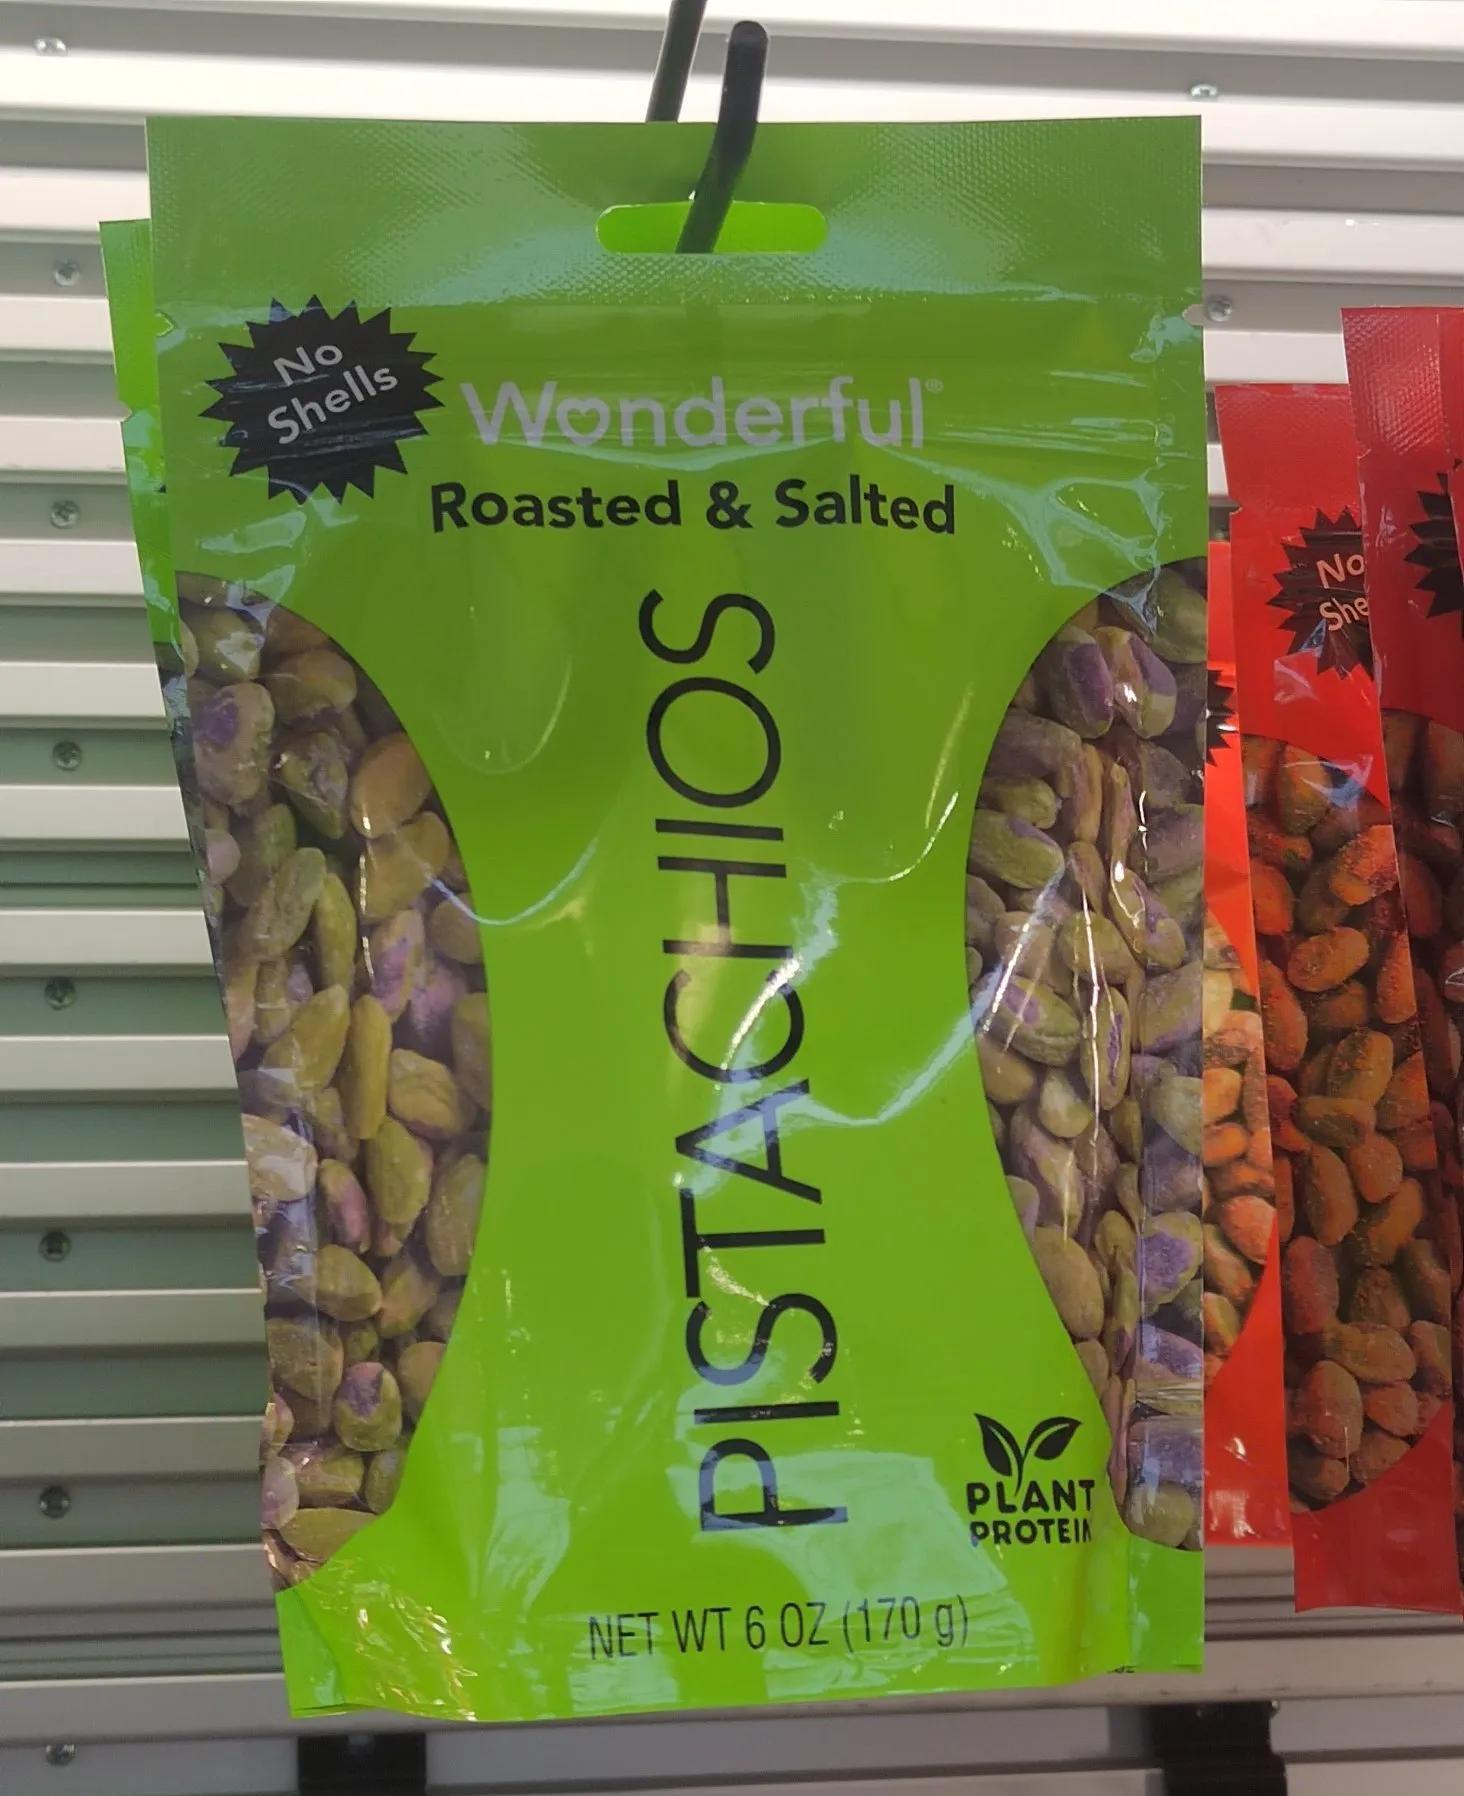 No
Shells
Wonderful®
Roasted & Salted
PISTACHIOS
PLANT
PROTEIN
NET WT 6 OZ (170 g)
No
She